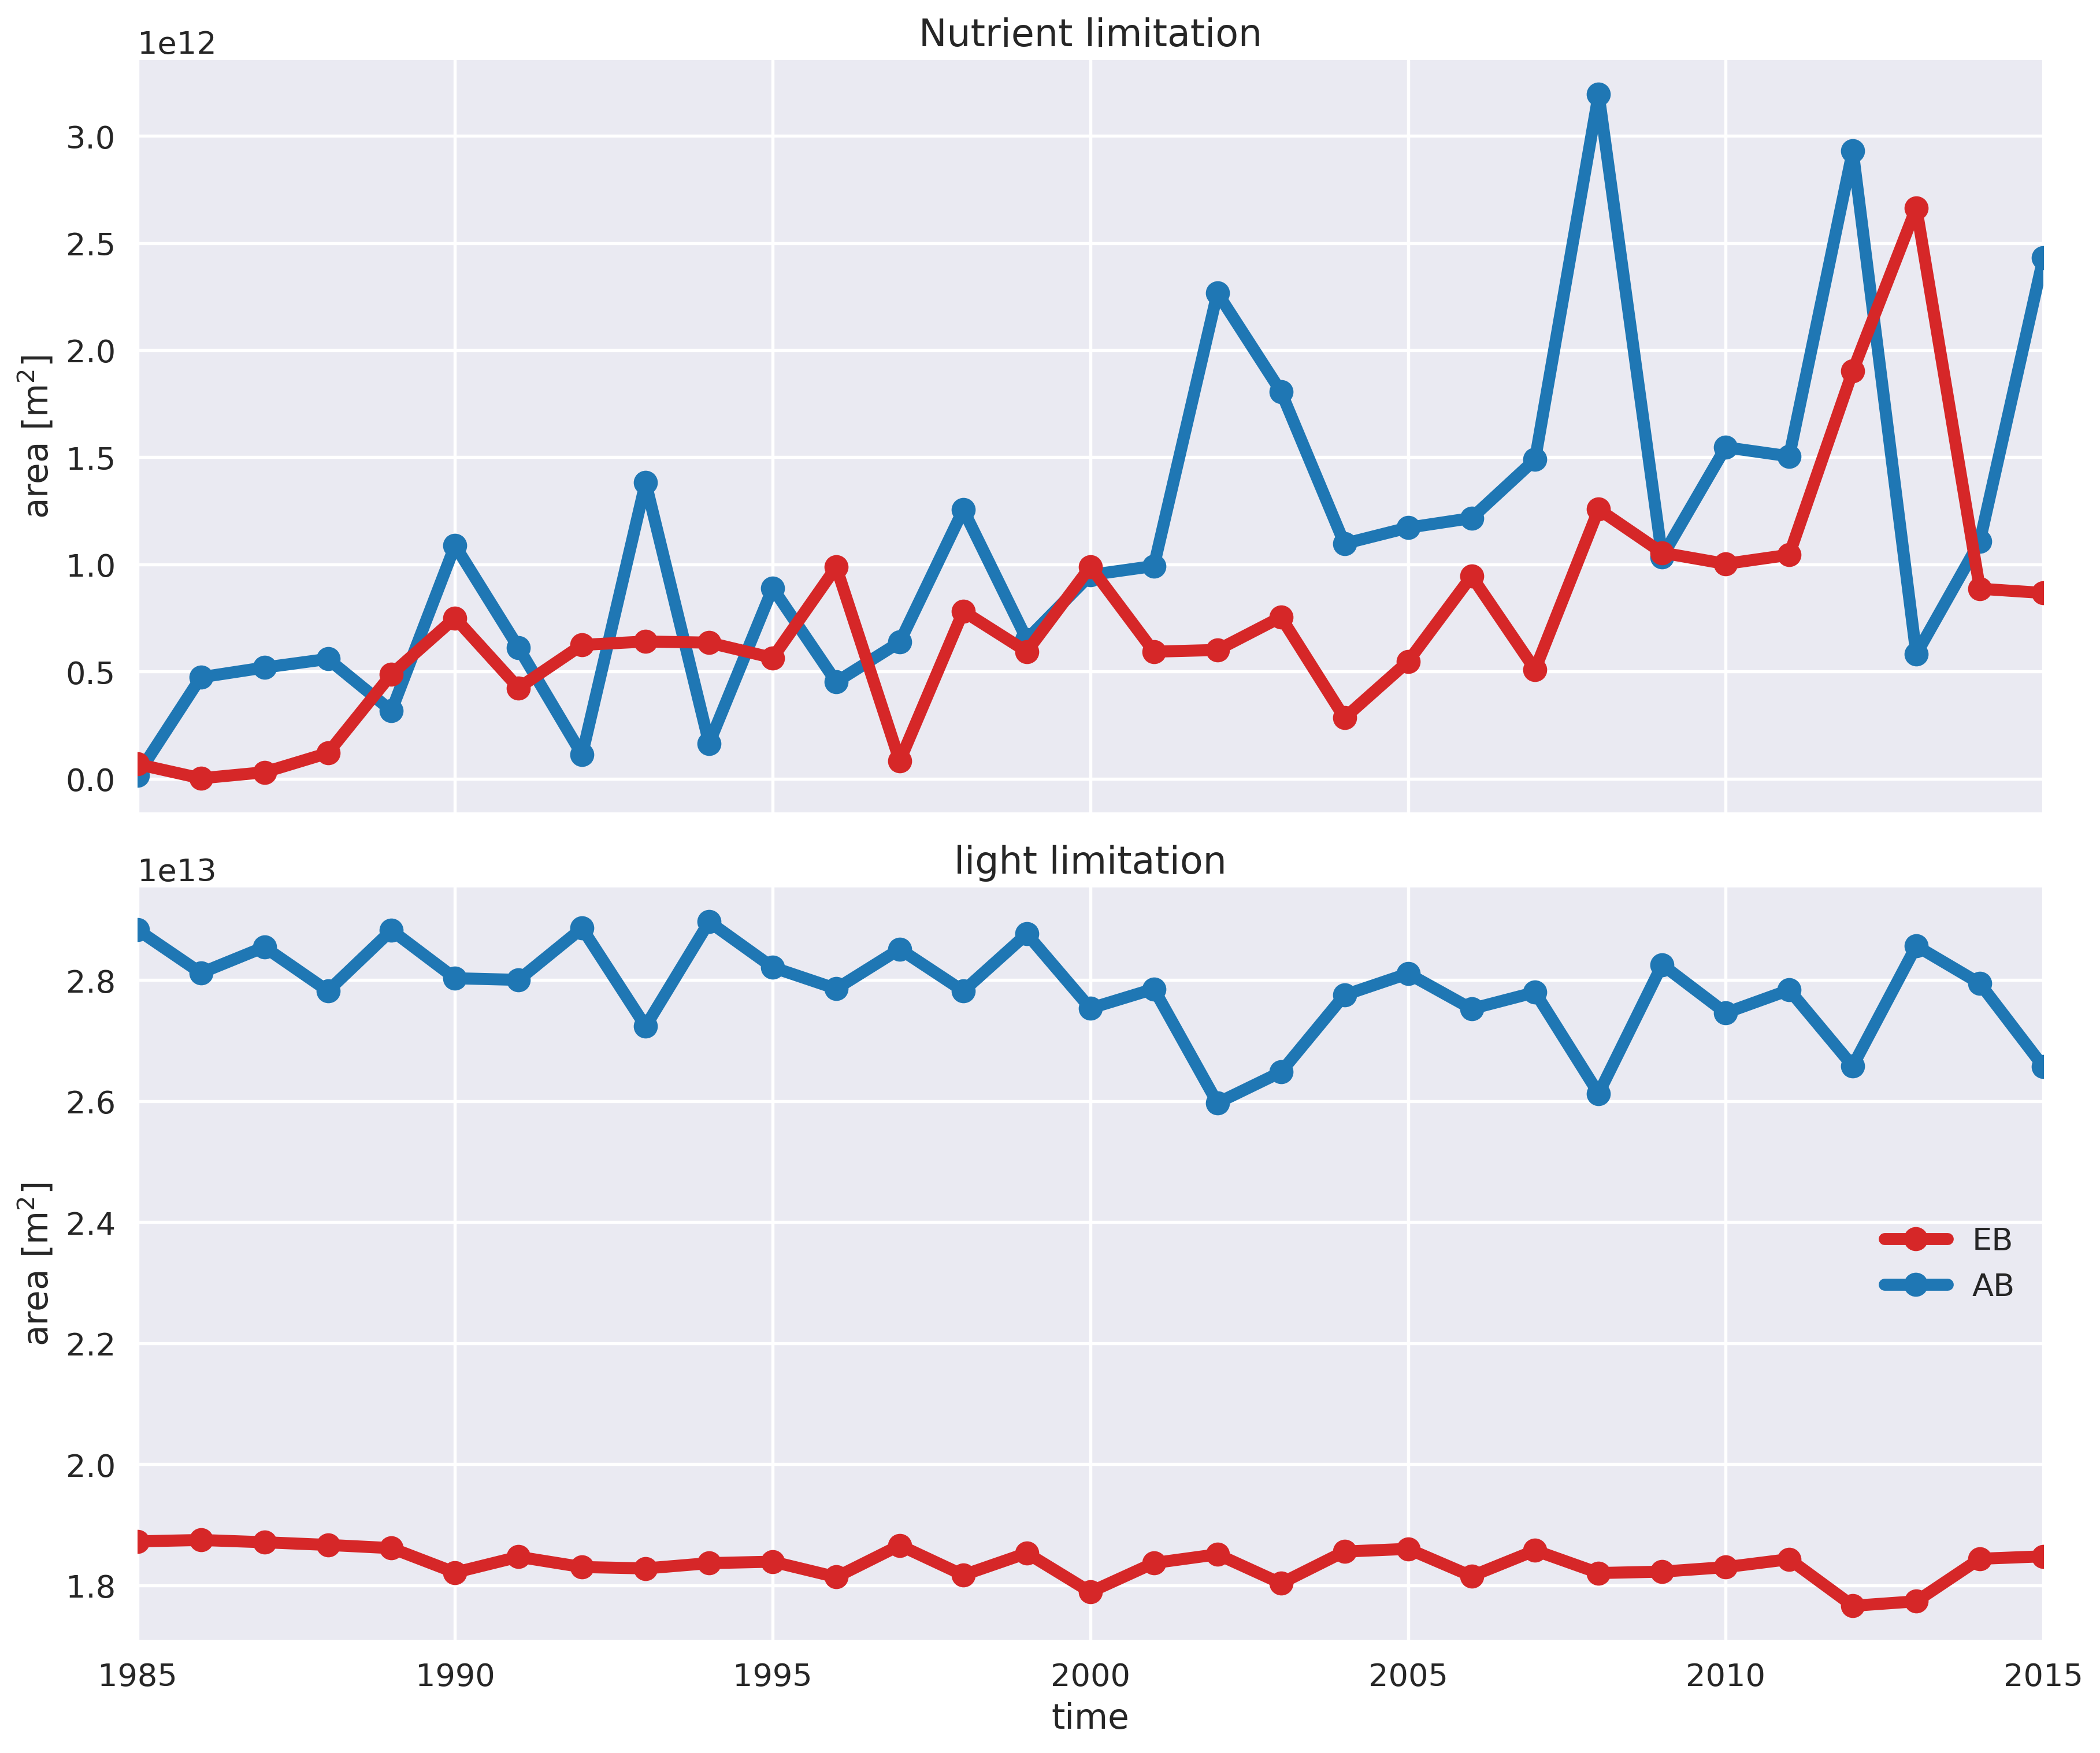 Nutrient limitation
1e12
3.0
2.5
2.0
1.5
1.0
0.5
0.0
area [m²]
light limitation
1e13
2.8
2.6
2.4
2.2
2.0
1.8
area [m²]
EB
AB
1985 1990 1995 2000 2005 2010 2015
time